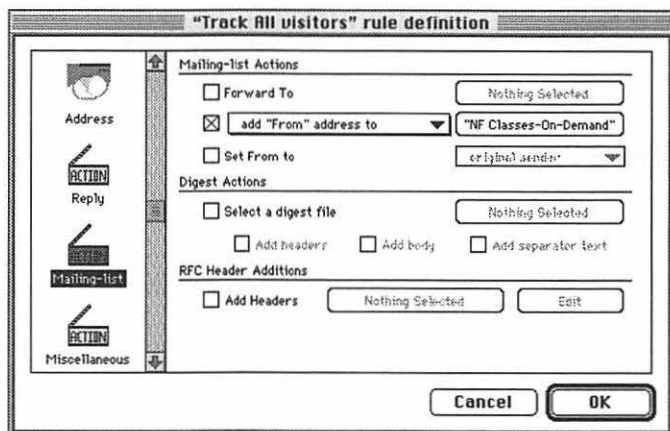 “Track All visitors” rule definition
Address
ACTION
Reply
Mailing-list
ACTION
Miscellaneous
Mailing-list Actions
Forward To
Nothing Selected
add "From" address to
"NF Classes-On-Demand"
Set From to
original sender
Digest Actions
Select a digest file
Nothing Selected
Add headers
Add body
Add separator text
RFC Header Additions
Add Headers
Nothing Selected
Edit
Cancel
OK